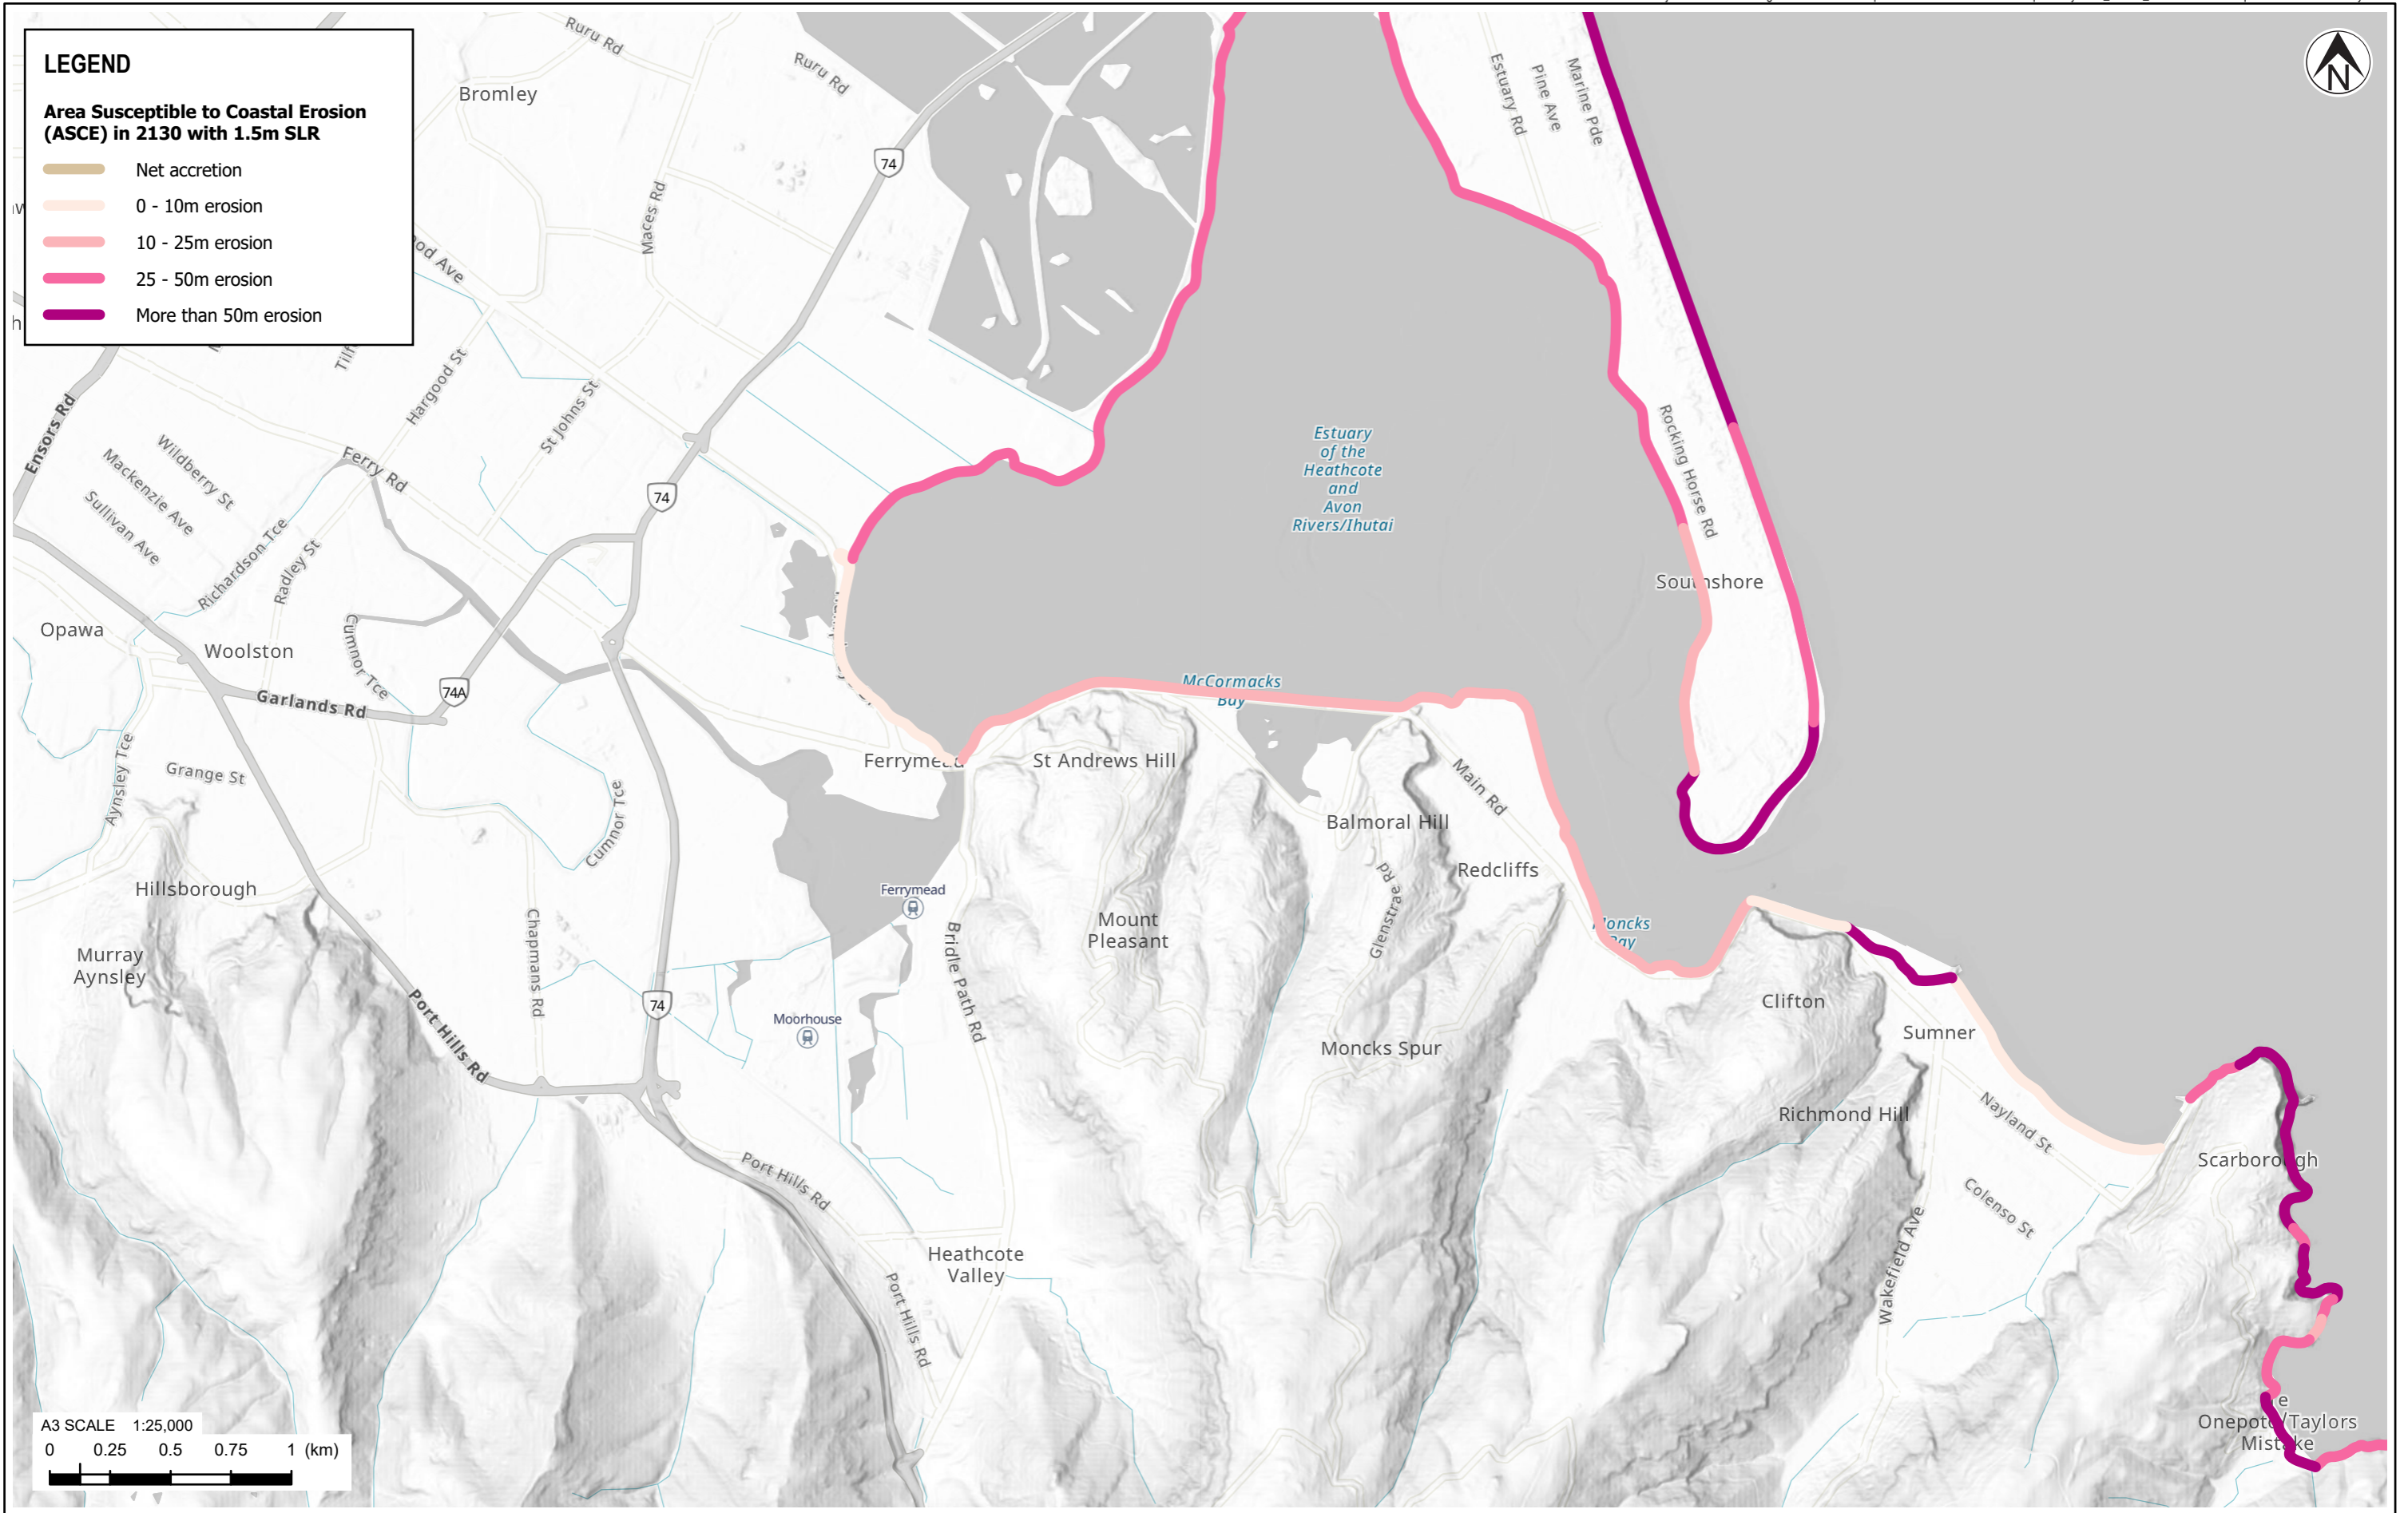 LEGEND
Area Susceptible to Coastal Erosion
(ASCE) in 2130 with 1.5m SLR
Net accretion
0 - 10m erosion
10 - 25m erosion
25 - 50m erosion
More than 50m erosion
N
Ruru Rd
Ruru Rd
Bromley
74
Maces Rd
Estuary Rd
Pine Ave
Marine Pde
Hargood St
St Johns St
Ensors Rd
Ferry Rd
Wildberry St
Mackenzie Ave
Sullivan Ave
Richardson Tce
Radley St
74
Estuary
of the
Heathcote
and
Avon
Rivers/Ihutai
Rocking Horse Rd
Southshore
Opawa
Woolston
Cumnor Tce
74A
Garlands Rd
McCormacks
Bay
Aynsley Tce
Grange St
Cumnor Tce
Ferrymead
St Andrews Hill
Main Rd
Balmoral Hill
Redcliffs
Glenstrae Rd
Hillsborough
Ferrymead
Chapmans Rd
Bridle Path Rd
Mount
Pleasant
Moncks
Bay
Murray
Aynsley
Port Hills Rd
74
Moorhouse
Clifton
Sumner
Moncks Spur
Richmond Hill
Nayland St
Scarborough
Port Hills Rd
Colenso St
Wakefield Ave
Heathcote
Valley
Port Hills Rd
Onepoto/Taylors
Mistake
A3 SCALE 1:25,000
0 0.25 0.5 0.75 1 (km)